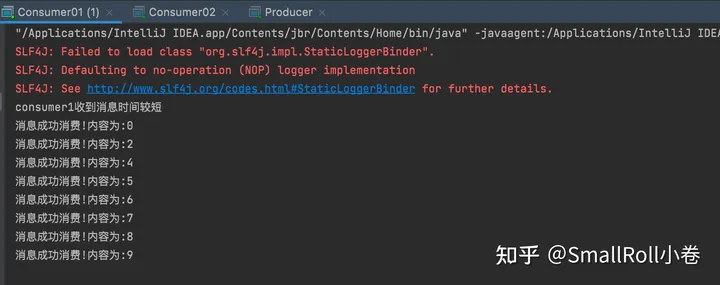 Consumer01 (1) × Consumer02 × Producer ×
"/Applications/IntelliJ IDEA.app/Contents/jbr/Contents/Home/bin/java" -javaagent:/Applications/IntelliJ IDEA
SLF4J: Failed to load class "org.slf4j.impl.StaticLoggerBinder".
SLF4J: Defaulting to no-operation (NOP) logger implementation
SLF4J: See http://www.slf4j.org/codes.html#StaticLoggerBinder for further details.
consumer1收到消息时间较短
消息成功消费!内容为:0
消息成功消费!内容为:2
消息成功消费!内容为:4
消息成功消费!内容为:5
消息成功消费!内容为:6
消息成功消费!内容为:7
消息成功消费!内容为:8
消息成功消费!内容为:9
知乎 @SmallRoll小卷